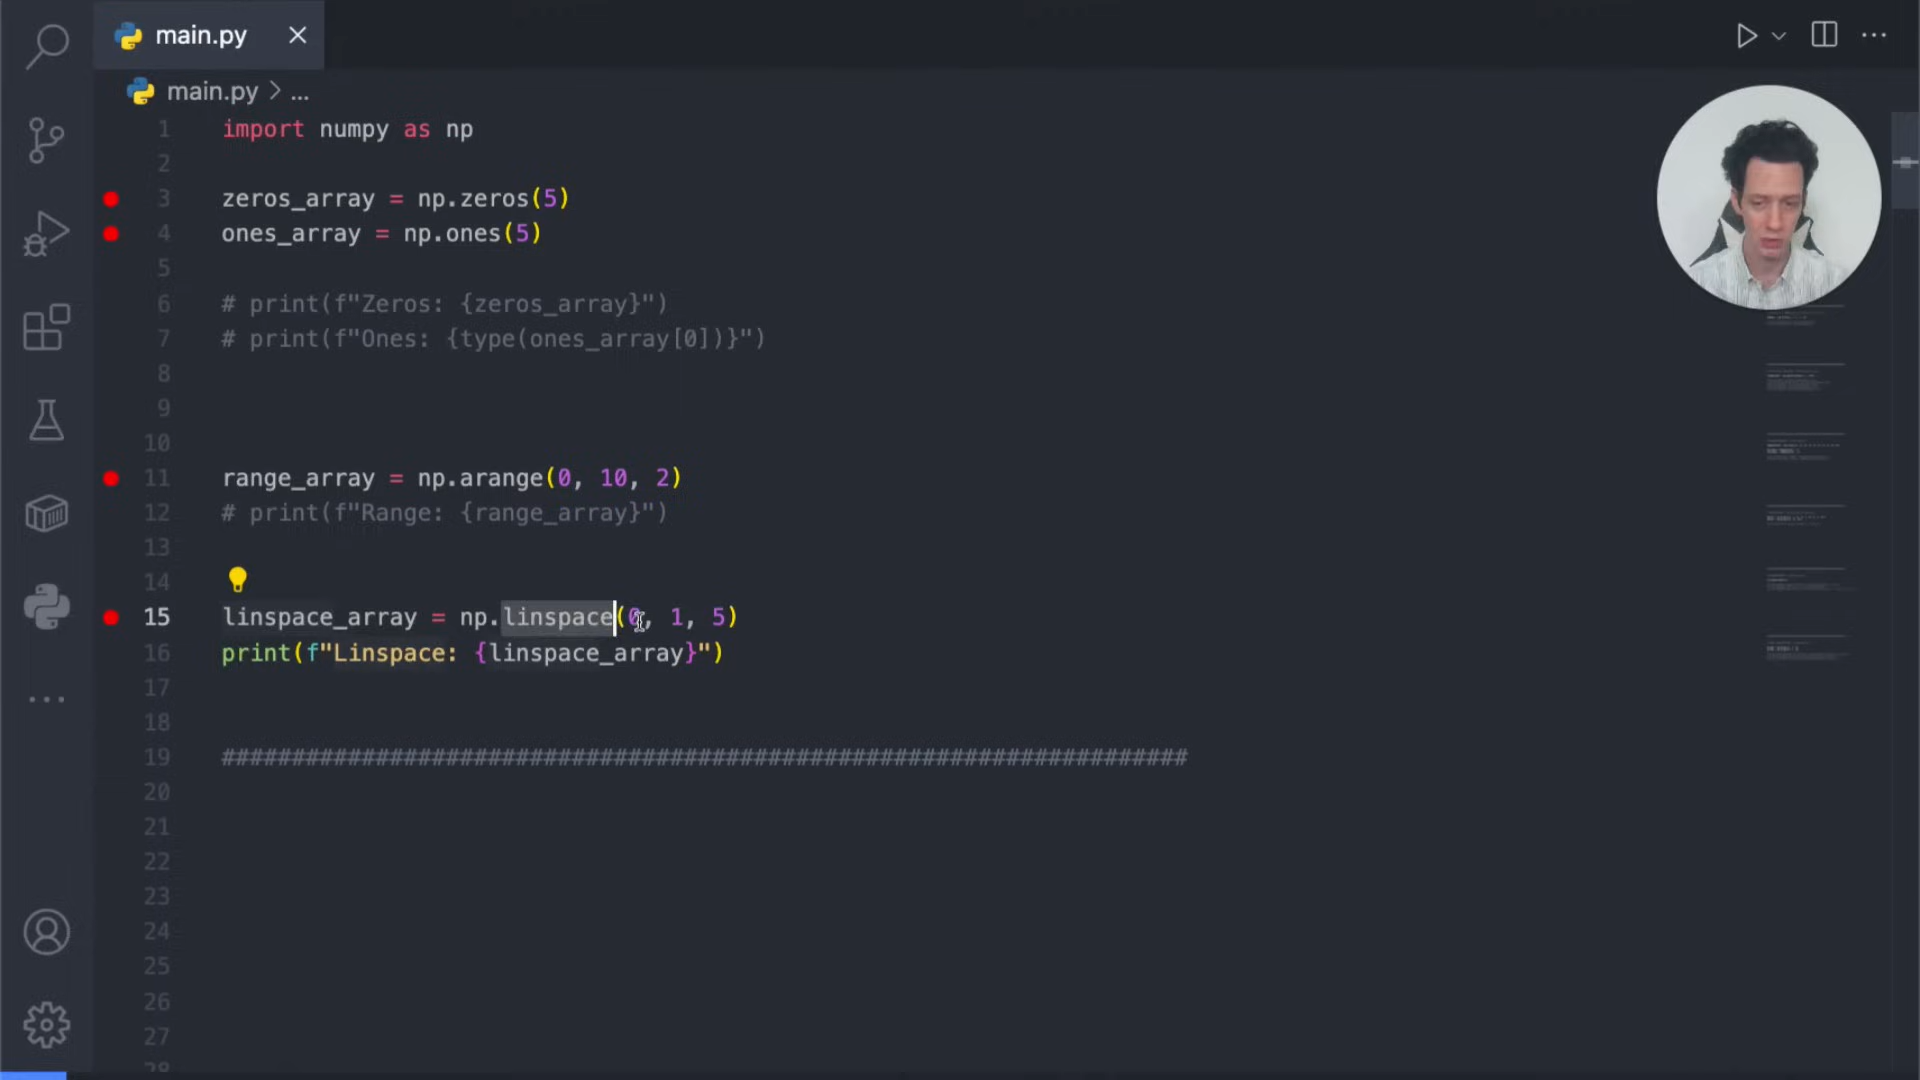 main.py
main.py > ...
1 import numpy as np
2
3 zeros_array = np.zeros(5)
4 ones_array = np.ones(5)
5
6 # print(f"Zeros: {zeros_array}")
7 # print(f"Ones: {type(ones_array[0])}")
8
9
10
11 range_array = np.arange(0, 10, 2)
12 # print(f"Range: {range_array}")
13
14
15 linspace_array = np.linspace(0, 1, 5)
16 print(f"Linspace: {linspace_array}")
17
18
19 #####################################################################
20
21
22
23
24
25
26
27
28